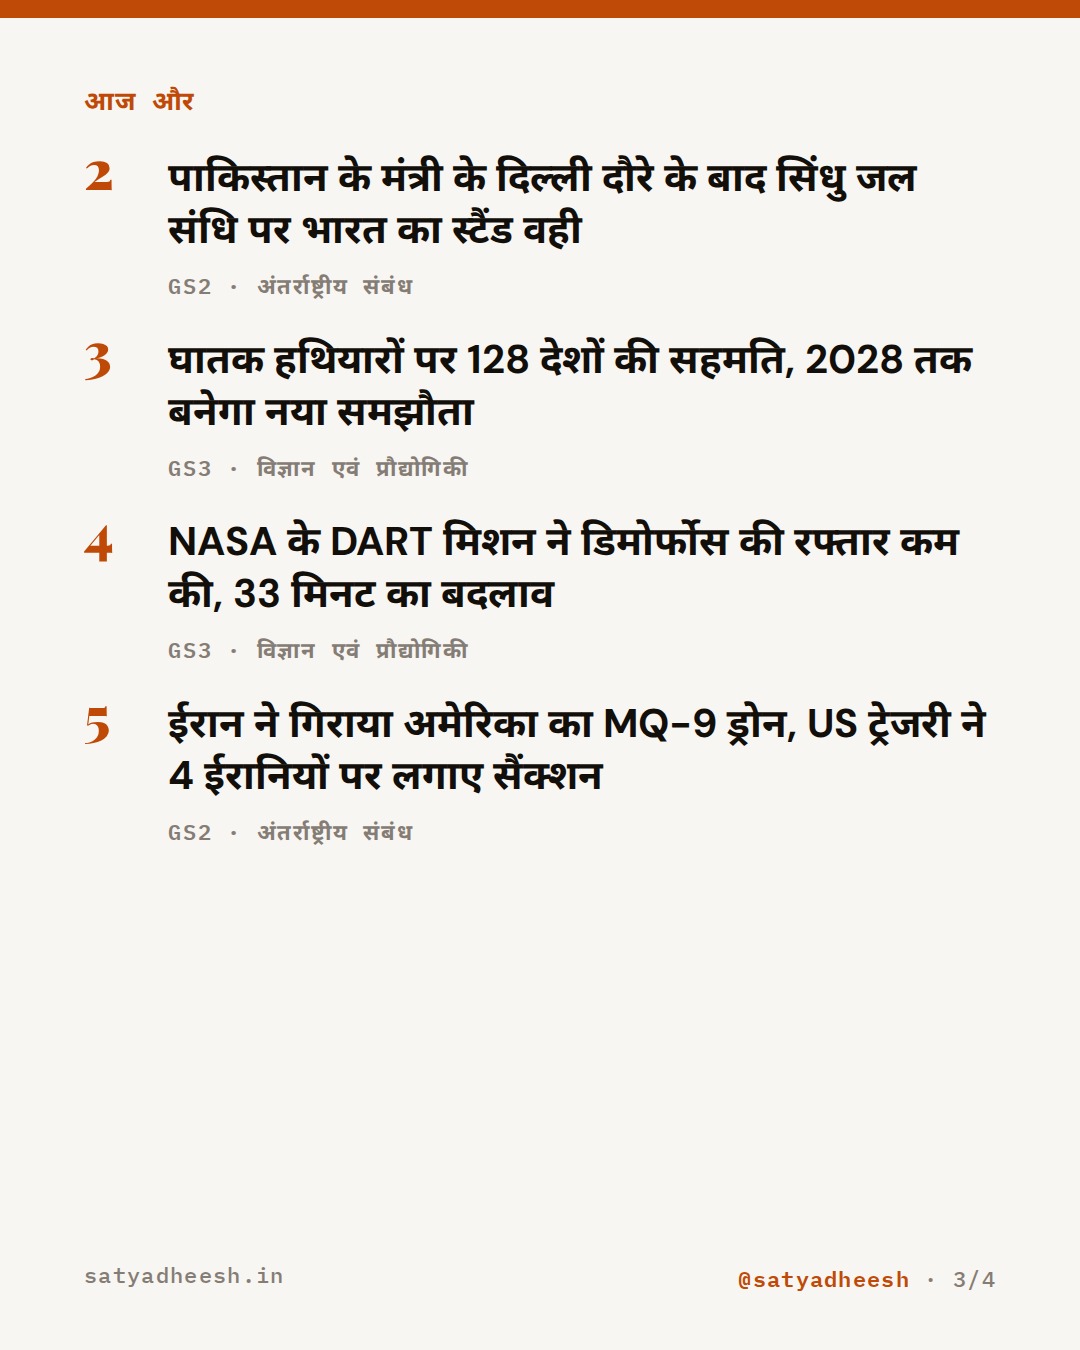 आज और
2 पाकिस्तान के मंत्री के दिल्ली दौरे के बाद सिंधु जल
संधि पर भारत का स्टैंड वही
GS2 · अंतर्राष्ट्रीय संबंध
3 घातक हथियारों पर 128 देशों की सहमति, 2028 तक
बनेगा नया समझौता
GS3 · विज्ञान एवं प्रौद्योगिकी
4 NASA के DART मिशन ने डिमोर्फोस की रफ्तार कम
की, 33 मिनट का बदलाव
GS3 · विज्ञान एवं प्रौद्योगिकी
5 ईरान ने गिराया अमेरिका का MQ-9 ड्रोन, US ट्रेजरी ने
4 ईरानियों पर लगाए सैंक्शन
GS2 · अंतर्राष्ट्रीय संबंध
satyadheesh.in
@satyadheesh · 3/4